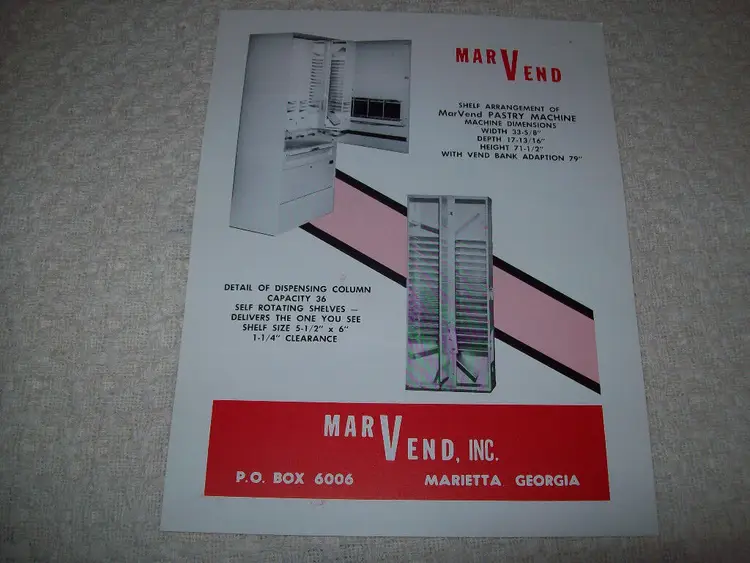 MARVEND
SHELF ARRANGEMENT OF
MarVend PASTRY MACHINE
MACHINE DIMENSIONS
WIDTH 33-5/8"
DEPTH 17-13/16"
HEIGHT 71-1/2"
WITH VEND BANK ADAPTION 79"
DETAIL OF DISPENSING COLUMN
CAPACITY 36
SELF ROTATING SHELVES —
DELIVERS THE ONE YOU SEE
SHELF SIZE 5-1/2" x 6"
1-1/4" CLEARANCE
MARVEND, INC.
P.O. BOX 6006 MARIETTA GEORGIA